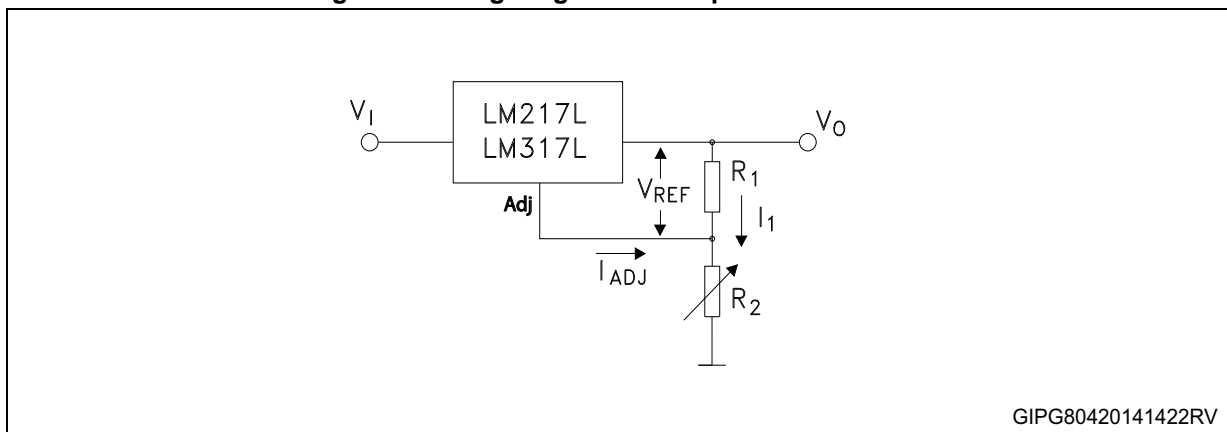 V_I
LM217L
LM317L
Adj
V_REF
I_ADJ
R_1
I_1
R_2
V_O
GIPG80420141422RV